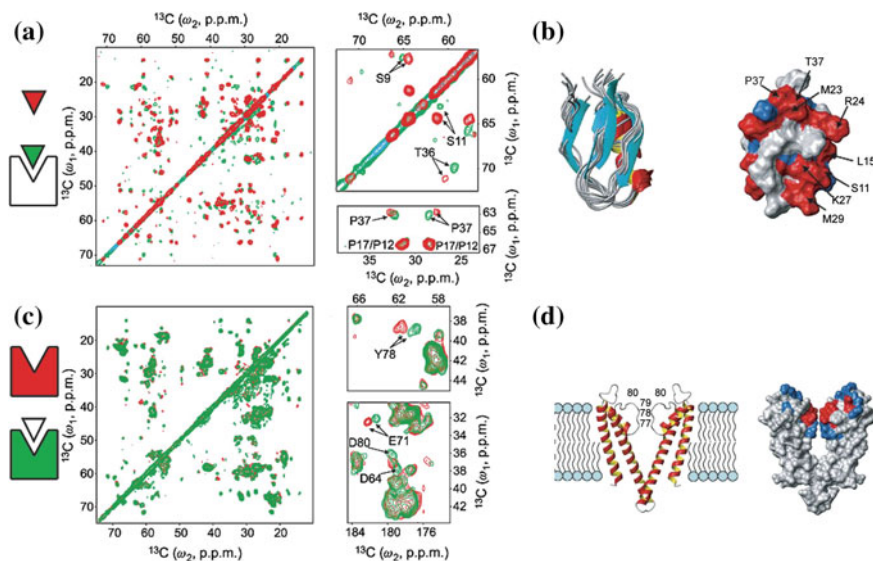 (a)
¹³C (ω₂, p.p.m.)
70 60 50 40 30 20
¹³C (ω₁, p.p.m.)
20
30
40
50
60
70
70 65 60
S9
S11
T36
60
65
70
¹³C (ω₁, p.p.m.)
P37
P37
P17/P12
P17/P12
63
65
67
35 30 25
¹³C (ω₂, p.p.m.)
¹³C (ω₁, p.p.m.)
(b)
P37
T37
M23
R24
L15
S11
K27
M29
(c)
¹³C (ω₁, p.p.m.)
20
30
40
50
60
70
70 60 50 40 30 20
¹³C (ω₂, p.p.m.)
66 62 58
Y78
38
40
42
44
¹³C (ω₁, p.p.m.)
E71
D80
D64
32
34
36
38
40
42
¹³C (ω₁, p.p.m.)
184 180 176
¹³C (ω₂, p.p.m.)
(d)
80 80
79
78
77